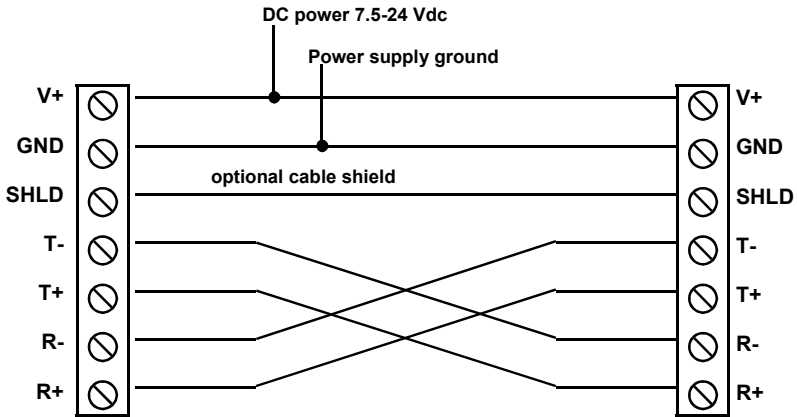 DC power 7.5-24 Vdc
Power supply ground
V+
V+
GND
GND
optional cable shield
SHLD
SHLD
T-
T-
T+
T+
R-
R-
R+
R+